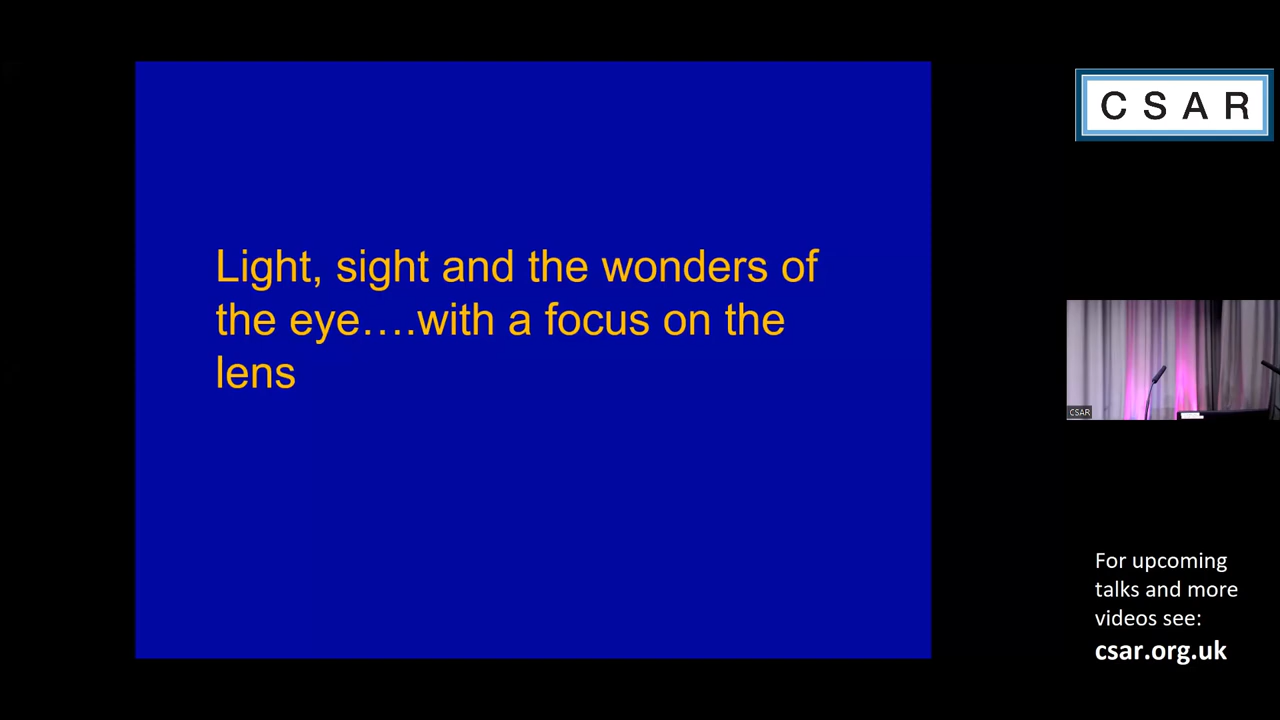 Light, sight and the wonders of
the eye….with a focus on the
lens
CSAR
CSAR
For upcoming
talks and more
videos see:
csar.org.uk